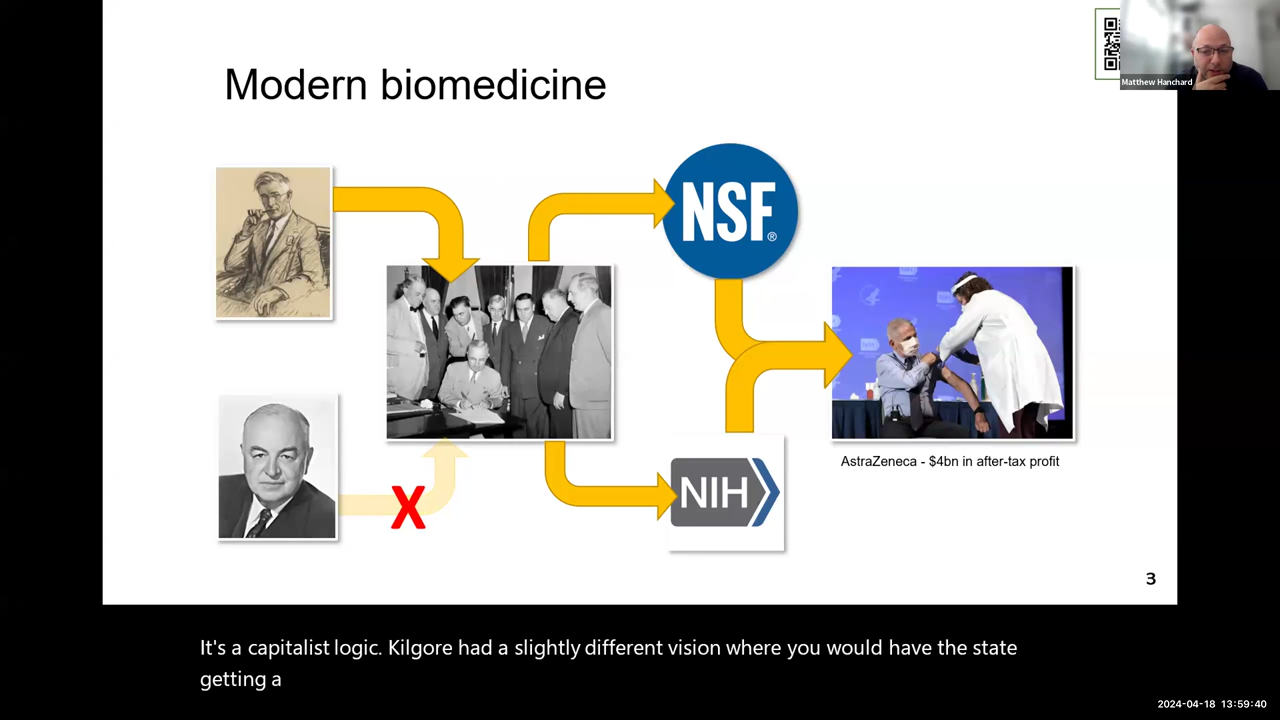 Modern biomedicine
Matthew Hanchard
NSF®
NIH
AstraZeneca - $4bn in after-tax profit
X
3
It's a capitalist logic. Kilgore had a slightly different vision where you would have the state
getting a
2024-04-18 13:59:40